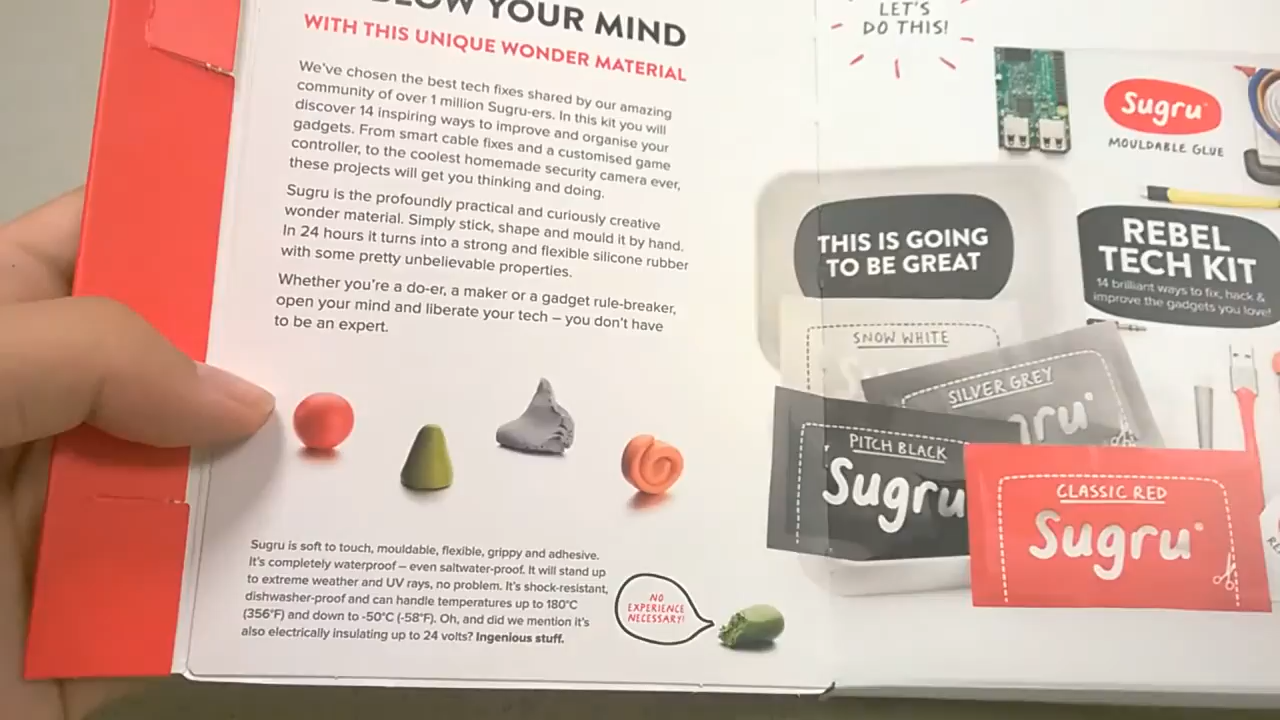 BLOW YOUR MIND
WITH THIS UNIQUE WONDER MATERIAL
We've chosen the best tech fixes shared by our amazing
community of over 1 million Sugru-ers. In this kit you will
discover 14 inspiring ways to improve and organise your
gadgets. From smart cable fixes and a customised game
controller, to the coolest homemade security camera ever,
these projects will get you thinking and doing.
Sugru is the profoundly practical and curiously creative
wonder material. Simply stick, shape and mould it by hand.
In 24 hours it turns into a strong and flexible silicone rubber
with some pretty unbelievable properties.
Whether you're a do-er, a maker or a gadget rule-breaker,
open your mind and liberate your tech – you don't have
to be an expert.
Sugru is soft to touch, mouldable, flexible, grippy and adhesive.
It's completely waterproof – even saltwater-proof. It will stand up
to extreme weather and UV rays, no problem. It's shock-resistant,
dishwasher-proof and can handle temperatures up to 180°C
(356°F) and down to -50°C (-58°F). Oh, and did we mention it's
also electrically insulating up to 24 volts? Ingenious stuff.
NO
EXPERIENCE
NECESSARY!
LET'S
DO THIS!
Sugru
MOULDABLE GLUE
THIS IS GOING
TO BE GREAT
REBEL
TECH KIT
14 brilliant ways to fix, hack &
improve the gadgets you love!
SNOW WHITE
SILVER GREY
PITCH BLACK
Sugru
CLASSIC RED
Sugru